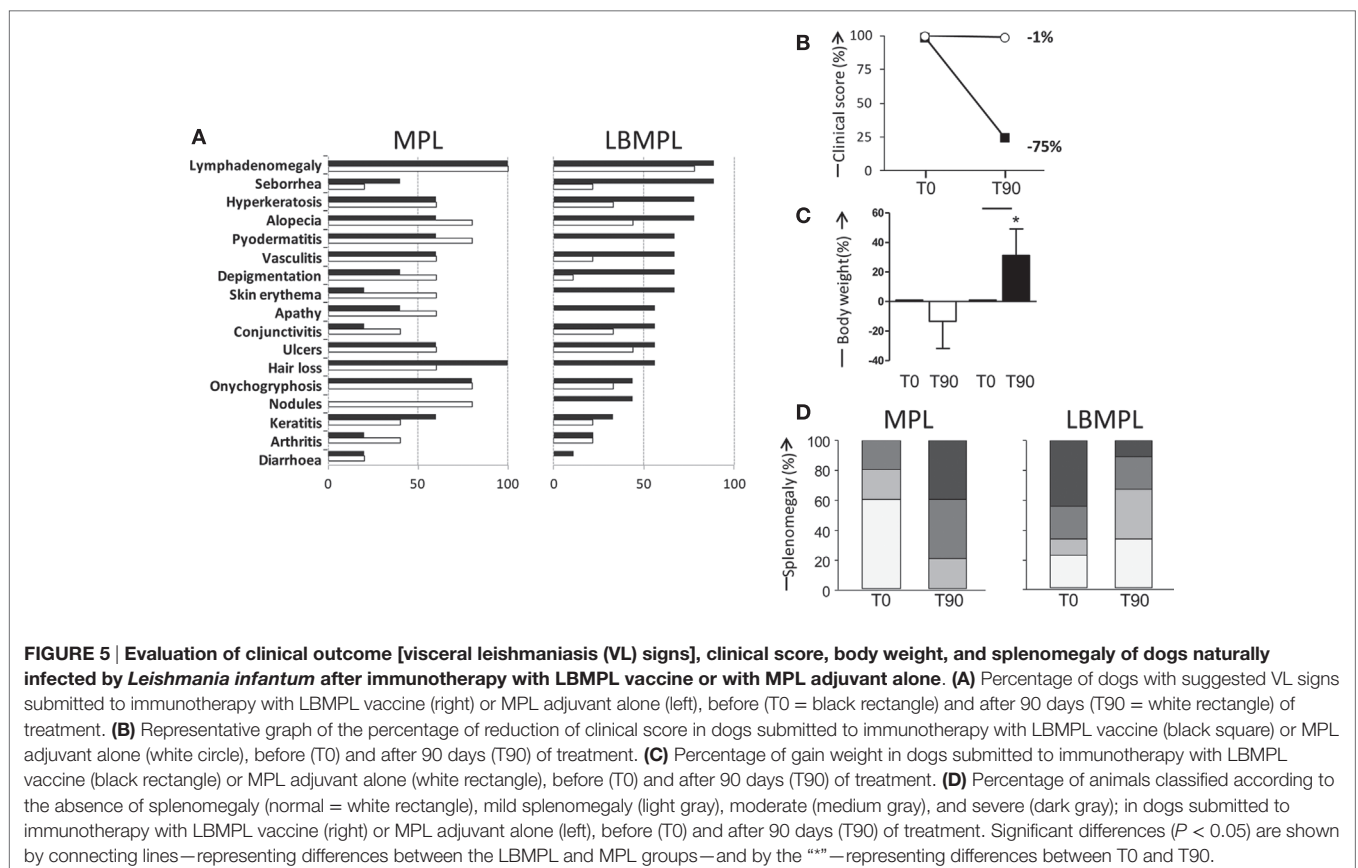 A
MPL
LBMPL
Lymphadenomegaly
Seborrhea
Hyperkeratosis
Alopecia
Pyodermatitis
Vasculitis
Depigmentation
Skin erythema
Apathy
Conjunctivitis
Ulcers
Hair loss
Onychogryphosis
Nodules
Keratitis
Arthritis
Diarrhoea
0 50 100
0 50 100
B
—Clinical score (%)→
100
75
50
25
0
-1%
-75%
T0 T90
C
— Body weight(%) →
60
40
20
0
-20
-40
*
T0 T90 T0 T90
D
MPL
LBMPL
—Splenomegaly(%)→
100
80
60
40
20
0
T0 T90
T0 T90
FIGURE 5 | Evaluation of clinical outcome [visceral leishmaniasis (VL) signs], clinical score, body weight, and splenomegaly of dogs naturally
infected by Leishmania infantum after immunotherapy with LBMPL vaccine or with MPL adjuvant alone. (A) Percentage of dogs with suggested VL signs
submitted to immunotherapy with LBMPL vaccine (right) or MPL adjuvant alone (left), before (T0 = black rectangle) and after 90 days (T90 = white rectangle) of
treatment. (B) Representative graph of the percentage of reduction of clinical score in dogs submitted to immunotherapy with LBMPL vaccine (black square) or MPL
adjuvant alone (white circle), before (T0) and after 90 days (T90) of treatment. (C) Percentage of gain weight in dogs submitted to immunotherapy with LBMPL
vaccine (black rectangle) or MPL adjuvant alone (white rectangle), before (T0) and after 90 days (T90) of treatment. (D) Percentage of animals classified according to
the absence of splenomegaly (normal = white rectangle), mild splenomegaly (light gray), moderate (medium gray), and severe (dark gray); in dogs submitted to
immunotherapy with LBMPL vaccine (right) or MPL adjuvant alone (left), before (T0) and after 90 days (T90) of treatment. Significant differences (P < 0.05) are shown
by connecting lines—representing differences between the LBMPL and MPL groups—and by the “*”—representing differences between T0 and T90.